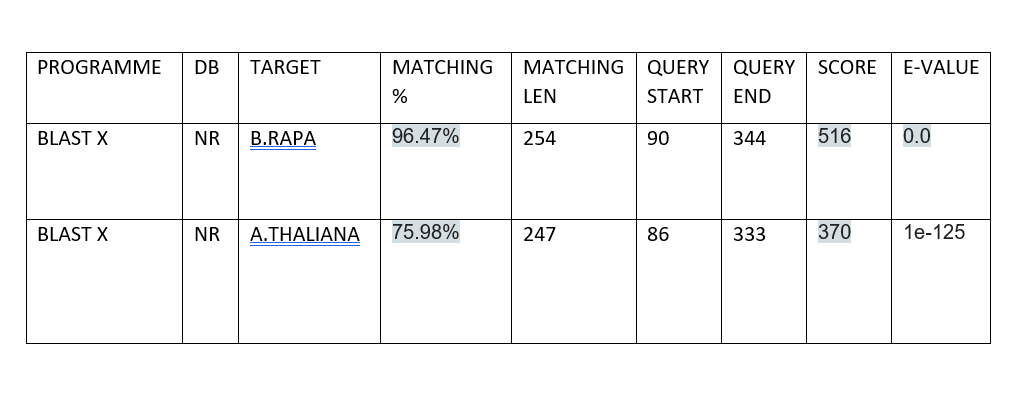 PROGRAMME DB TARGET MATCHING % MATCHING LEN QUERY START QUERY END SCORE E-VALUE
BLAST X NR B.RAPA 96.47% 254 90 344 516 0.0
BLAST X NR A.THALIANA 75.98% 247 86 333 370 1e-125